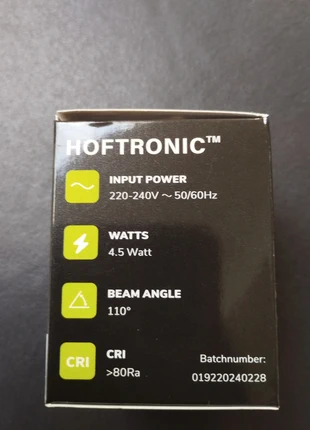 HOFTRONIC™
INPUT POWER
220-240V ∼ 50/60Hz
WATTS
4.5 Watt
BEAM ANGLE
110°
CRI
CRI
>80Ra
Batchnumber:
019220240228